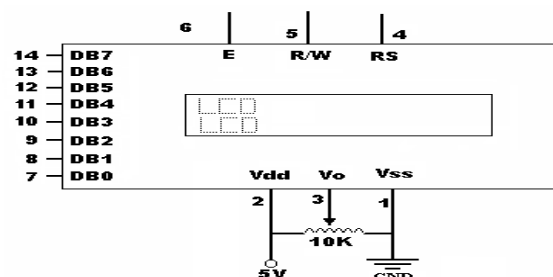 6 5 4
E R/W RS
14 DB7
13 DB6
12 DB5
11 DB4
10 DB3
9 DB2
8 DB1
7 DB0
LCD
LCD
Vdd Vo Vss
2 3 1
10K
5V GND